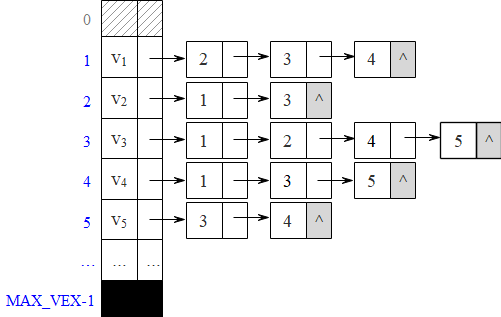 0
1 v1 2 3 4 ^
2 v2 1 3 ^
3 v3 1 2 4 5 ^
4 v4 1 3 5 ^
5 v5 3 4 ^
... ... ...
MAX_VEX-1